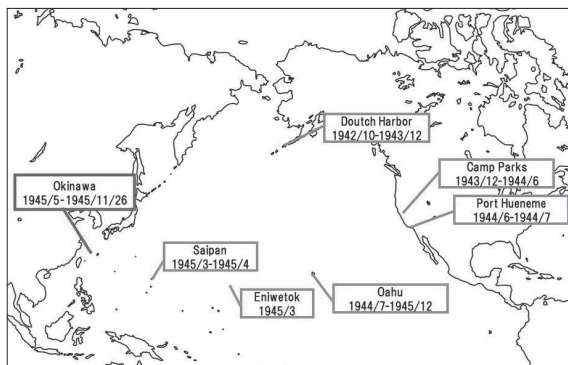 Doutch Harbor
1942/10-1943/12
Camp Parks
1943/12-1944/6
Okinawa
1945/5-1945/11/26
Port Hueneme
1944/6-1944/7
Saipan
1945/3-1945/4
Eniwetok
1945/3
Oahu
1944/7-1945/12